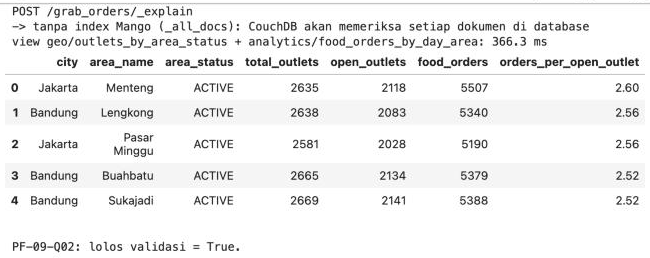 POST /grab_orders/_explain
-> tanpa index Mango (_all_docs): CouchDB akan memeriksa setiap dokumen di database
view geo/outlets_by_area_status + analytics/food_orders_by_day_area: 366.3 ms
city area_name area_status total_outlets open_outlets food_orders orders_per_open_outlet
0 Jakarta Menteng ACTIVE 2635 2118 5507 2.60
1 Bandung Lengkong ACTIVE 2638 2083 5340 2.56
2 Jakarta Pasar Minggu ACTIVE 2581 2028 5190 2.56
3 Bandung Buahbatu ACTIVE 2665 2134 5379 2.52
4 Bandung Sukajadi ACTIVE 2669 2141 5388 2.52
PF-09-Q02: lolos validasi = True.